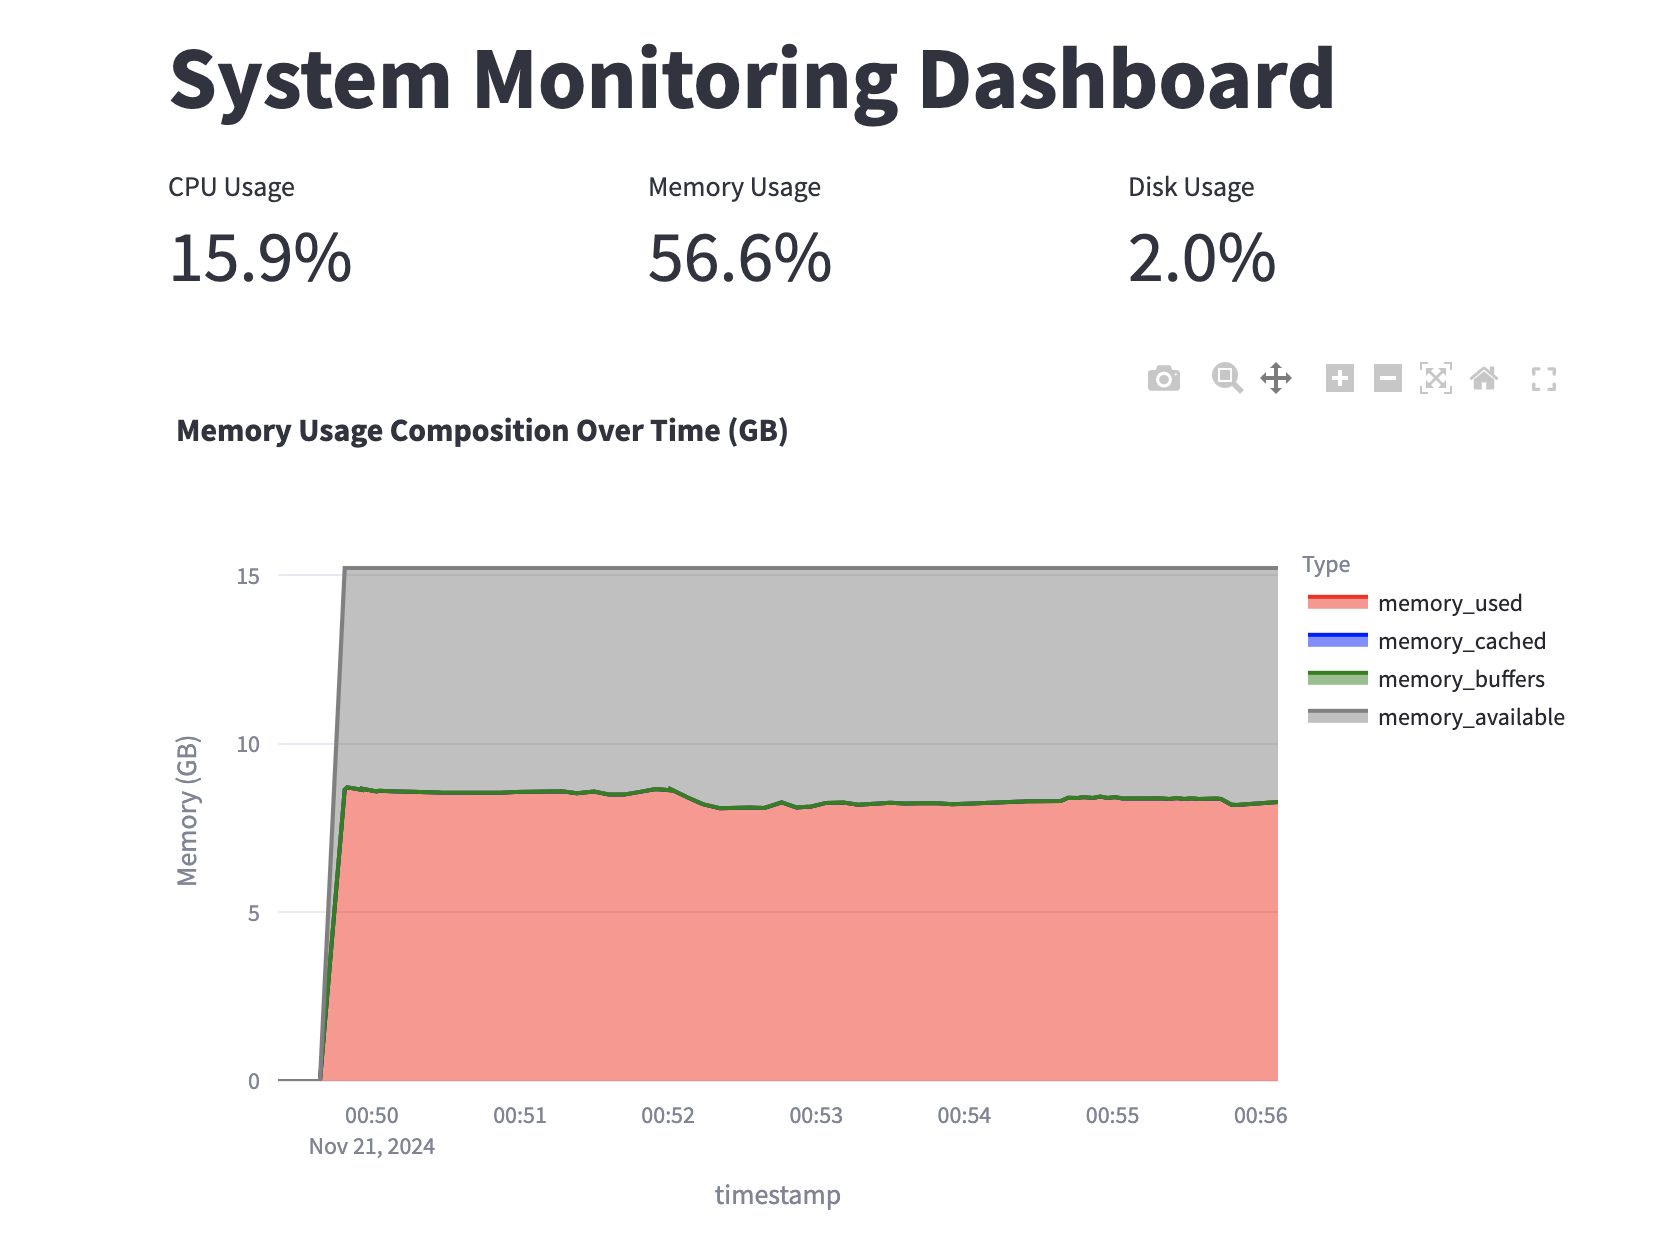 System Monitoring Dashboard
CPU Usage
15.9%
Memory Usage
56.6%
Disk Usage
2.0%
Memory Usage Composition Over Time (GB)
Memory (GB)
15
10
5
0
00:50 00:51 00:52 00:53 00:54 00:55 00:56
Nov 21, 2024
timestamp
Type
memory_used
memory_cached
memory_buffers
memory_available